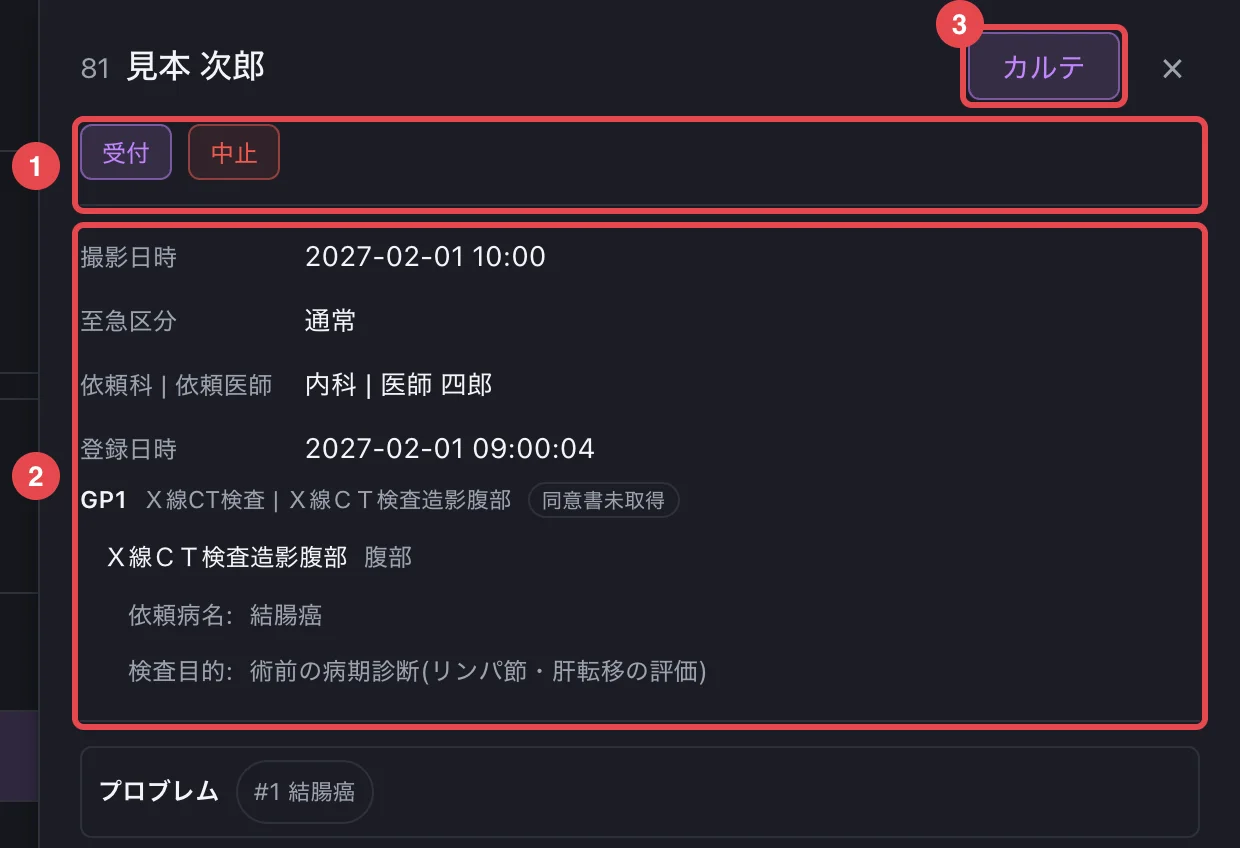 3
81 見本 次郎 カルテ ×
1
受付 中止
2
撮影日時 2027-02-01 10:00
至急区分 通常
依頼科 | 依頼医師 内科 | 医師 四郎
登録日時 2027-02-01 09:00:04
GP1 Ｘ線CT検査 | Ｘ線ＣＴ検査造影腹部 同意書未取得
Ｘ線ＣＴ検査造影腹部 腹部
依頼病名: 結腸癌
検査目的: 術前の病期診断(リンパ節・肝転移の評価)
プロブレム #1 結腸癌